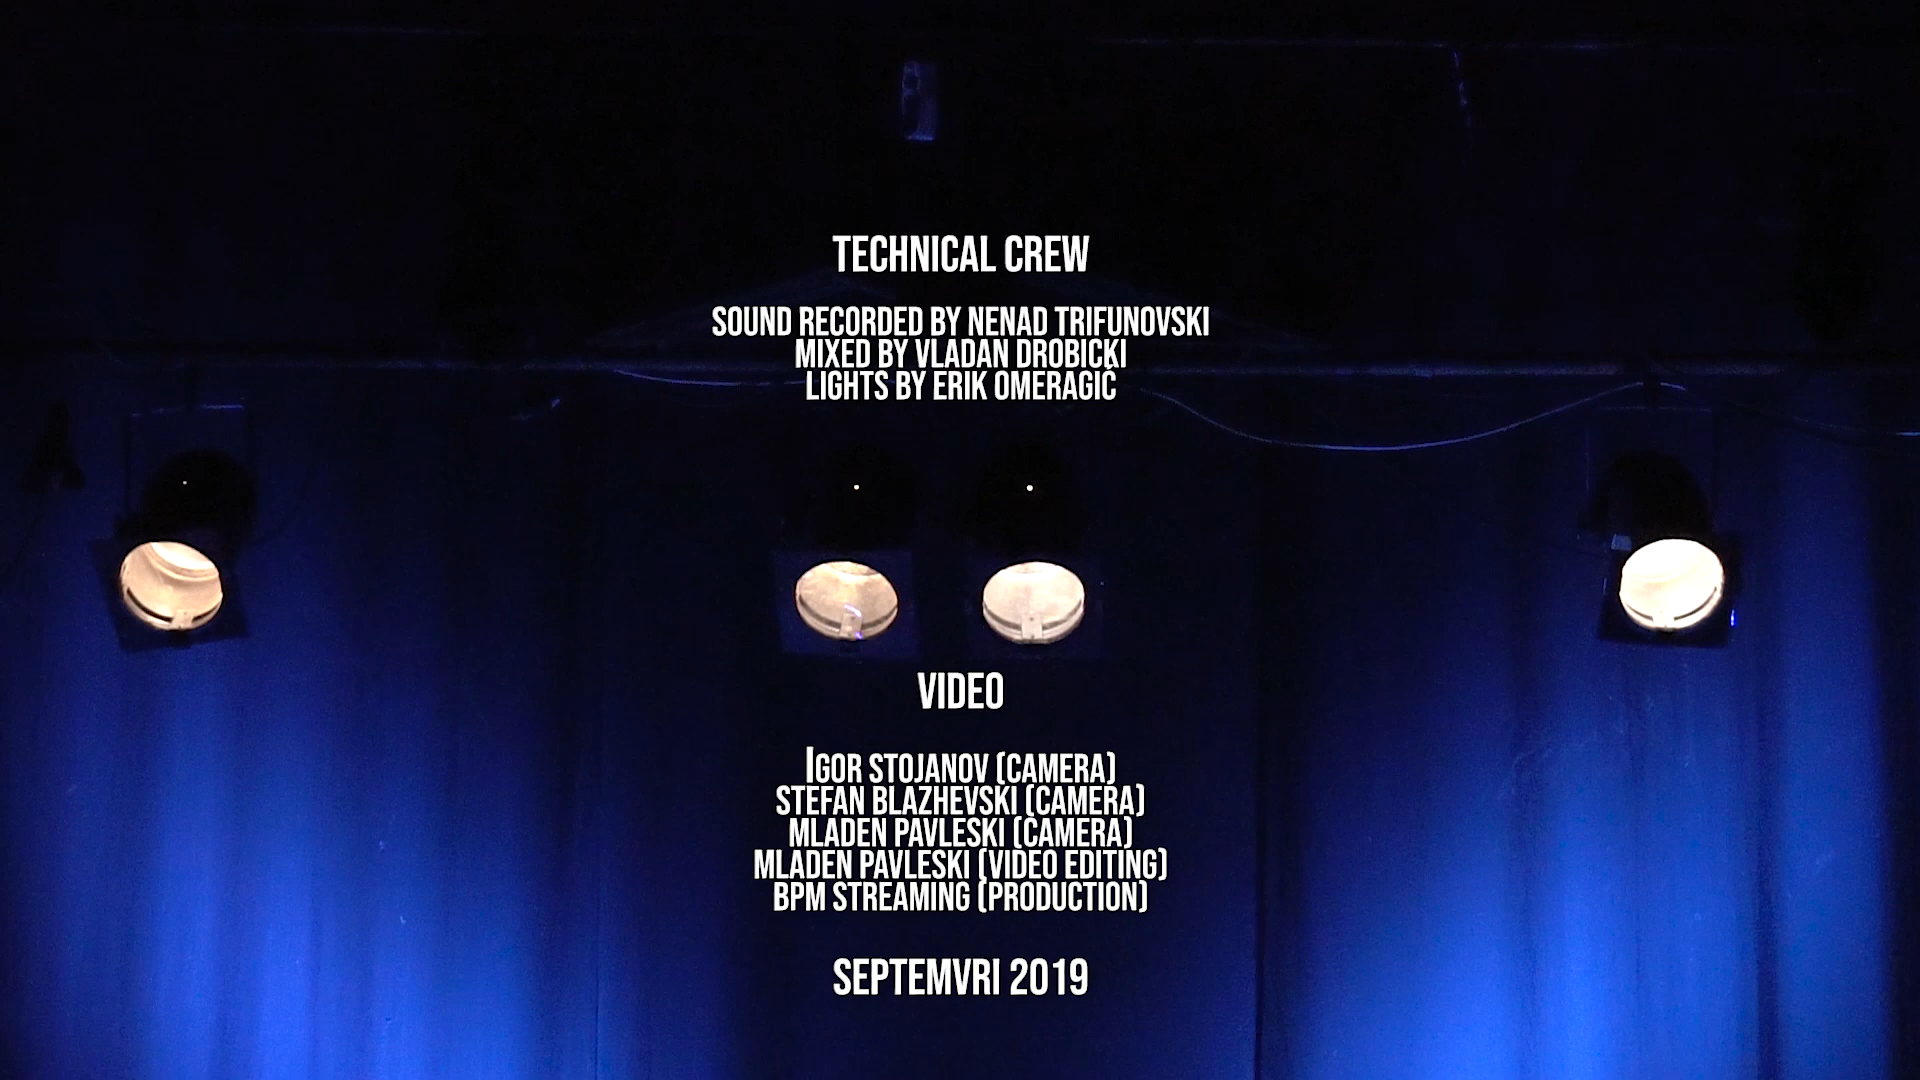 TECHNICAL CREW
SOUND RECORDED BY NENAD TRIFUNOVSKI
MIXED BY VLADAN DROBICKI
LIGHTS BY ERIK OMERAGIĆ
VIDEO
IGOR STOJANOV (CAMERA)
STEFAN BLAZHEVSKI (CAMERA)
MLADEN PAVLESKI (CAMERA)
MLADEN PAVLESKI (VIDEO EDITING)
BPM STREAMING (PRODUCTION)
SEPTEMVRI 2019